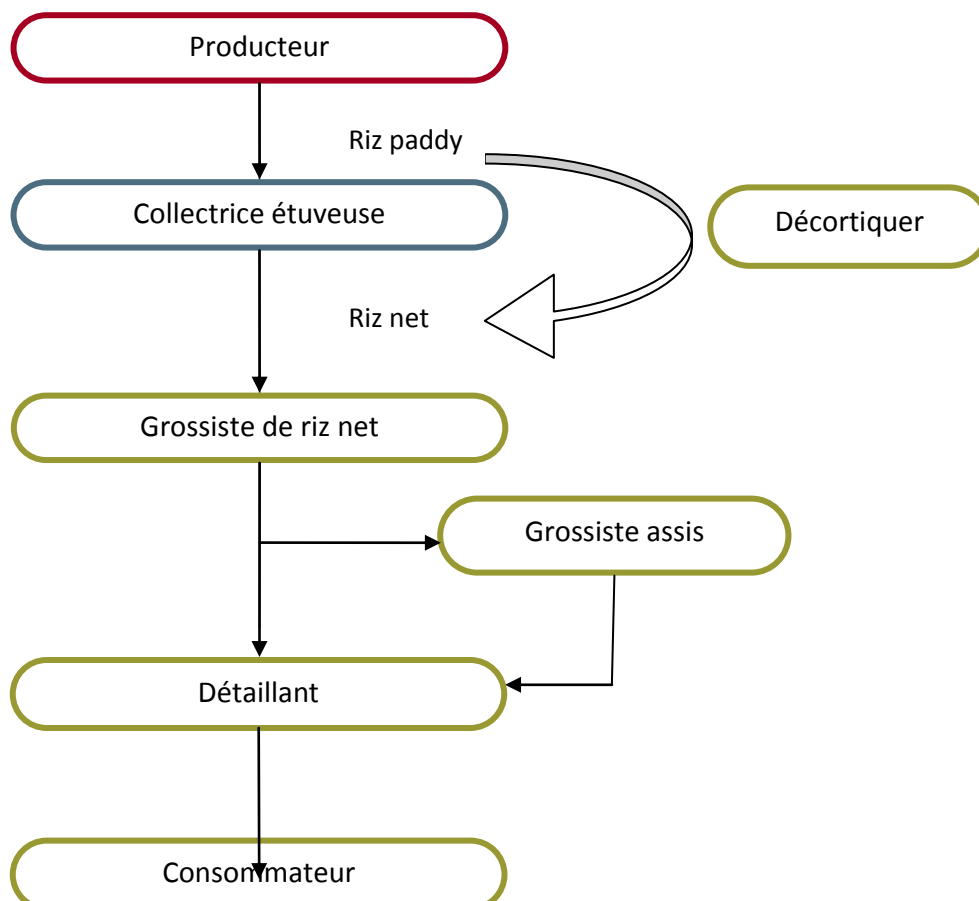 Producteur
Riz paddy
Collectrice étuveuse
Décortiquer
Riz net
Grossiste de riz net
Grossiste assis
Détaillant
Consommateur